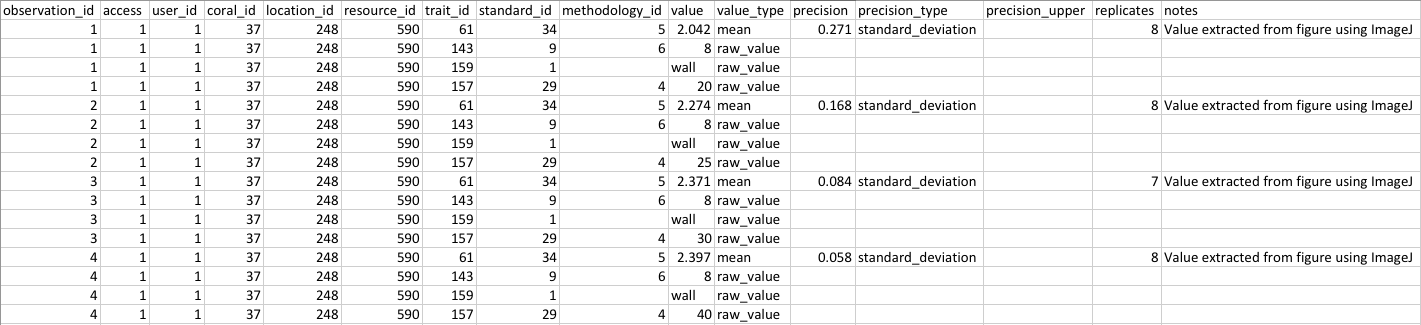 observation_id access user_id coral_id location_id resource_id trait_id standard_id methodology_id value value_type precision precision_type precision_upper replicates notes
1 1 1 37 248 590 61 34 5 2.042 mean 0.271 standard_deviation 8 Value extracted from figure using ImageJ
1 1 1 37 248 590 143 9 6 8 raw_value
1 1 1 37 248 590 159 1 wall raw_value
1 1 1 37 248 590 157 29 4 20 raw_value
2 1 1 37 248 590 61 34 5 2.274 mean 0.168 standard_deviation 8 Value extracted from figure using ImageJ
2 1 1 37 248 590 143 9 6 8 raw_value
2 1 1 37 248 590 159 1 wall raw_value
2 1 1 37 248 590 157 29 4 25 raw_value
3 1 1 37 248 590 61 34 5 2.371 mean 0.084 standard_deviation 7 Value extracted from figure using ImageJ
3 1 1 37 248 590 143 9 6 8 raw_value
3 1 1 37 248 590 159 1 wall raw_value
3 1 1 37 248 590 157 29 4 30 raw_value
4 1 1 37 248 590 61 34 5 2.397 mean 0.058 standard_deviation 8 Value extracted from figure using ImageJ
4 1 1 37 248 590 143 9 6 8 raw_value
4 1 1 37 248 590 159 1 wall raw_value
4 1 1 37 248 590 157 29 4 40 raw_value